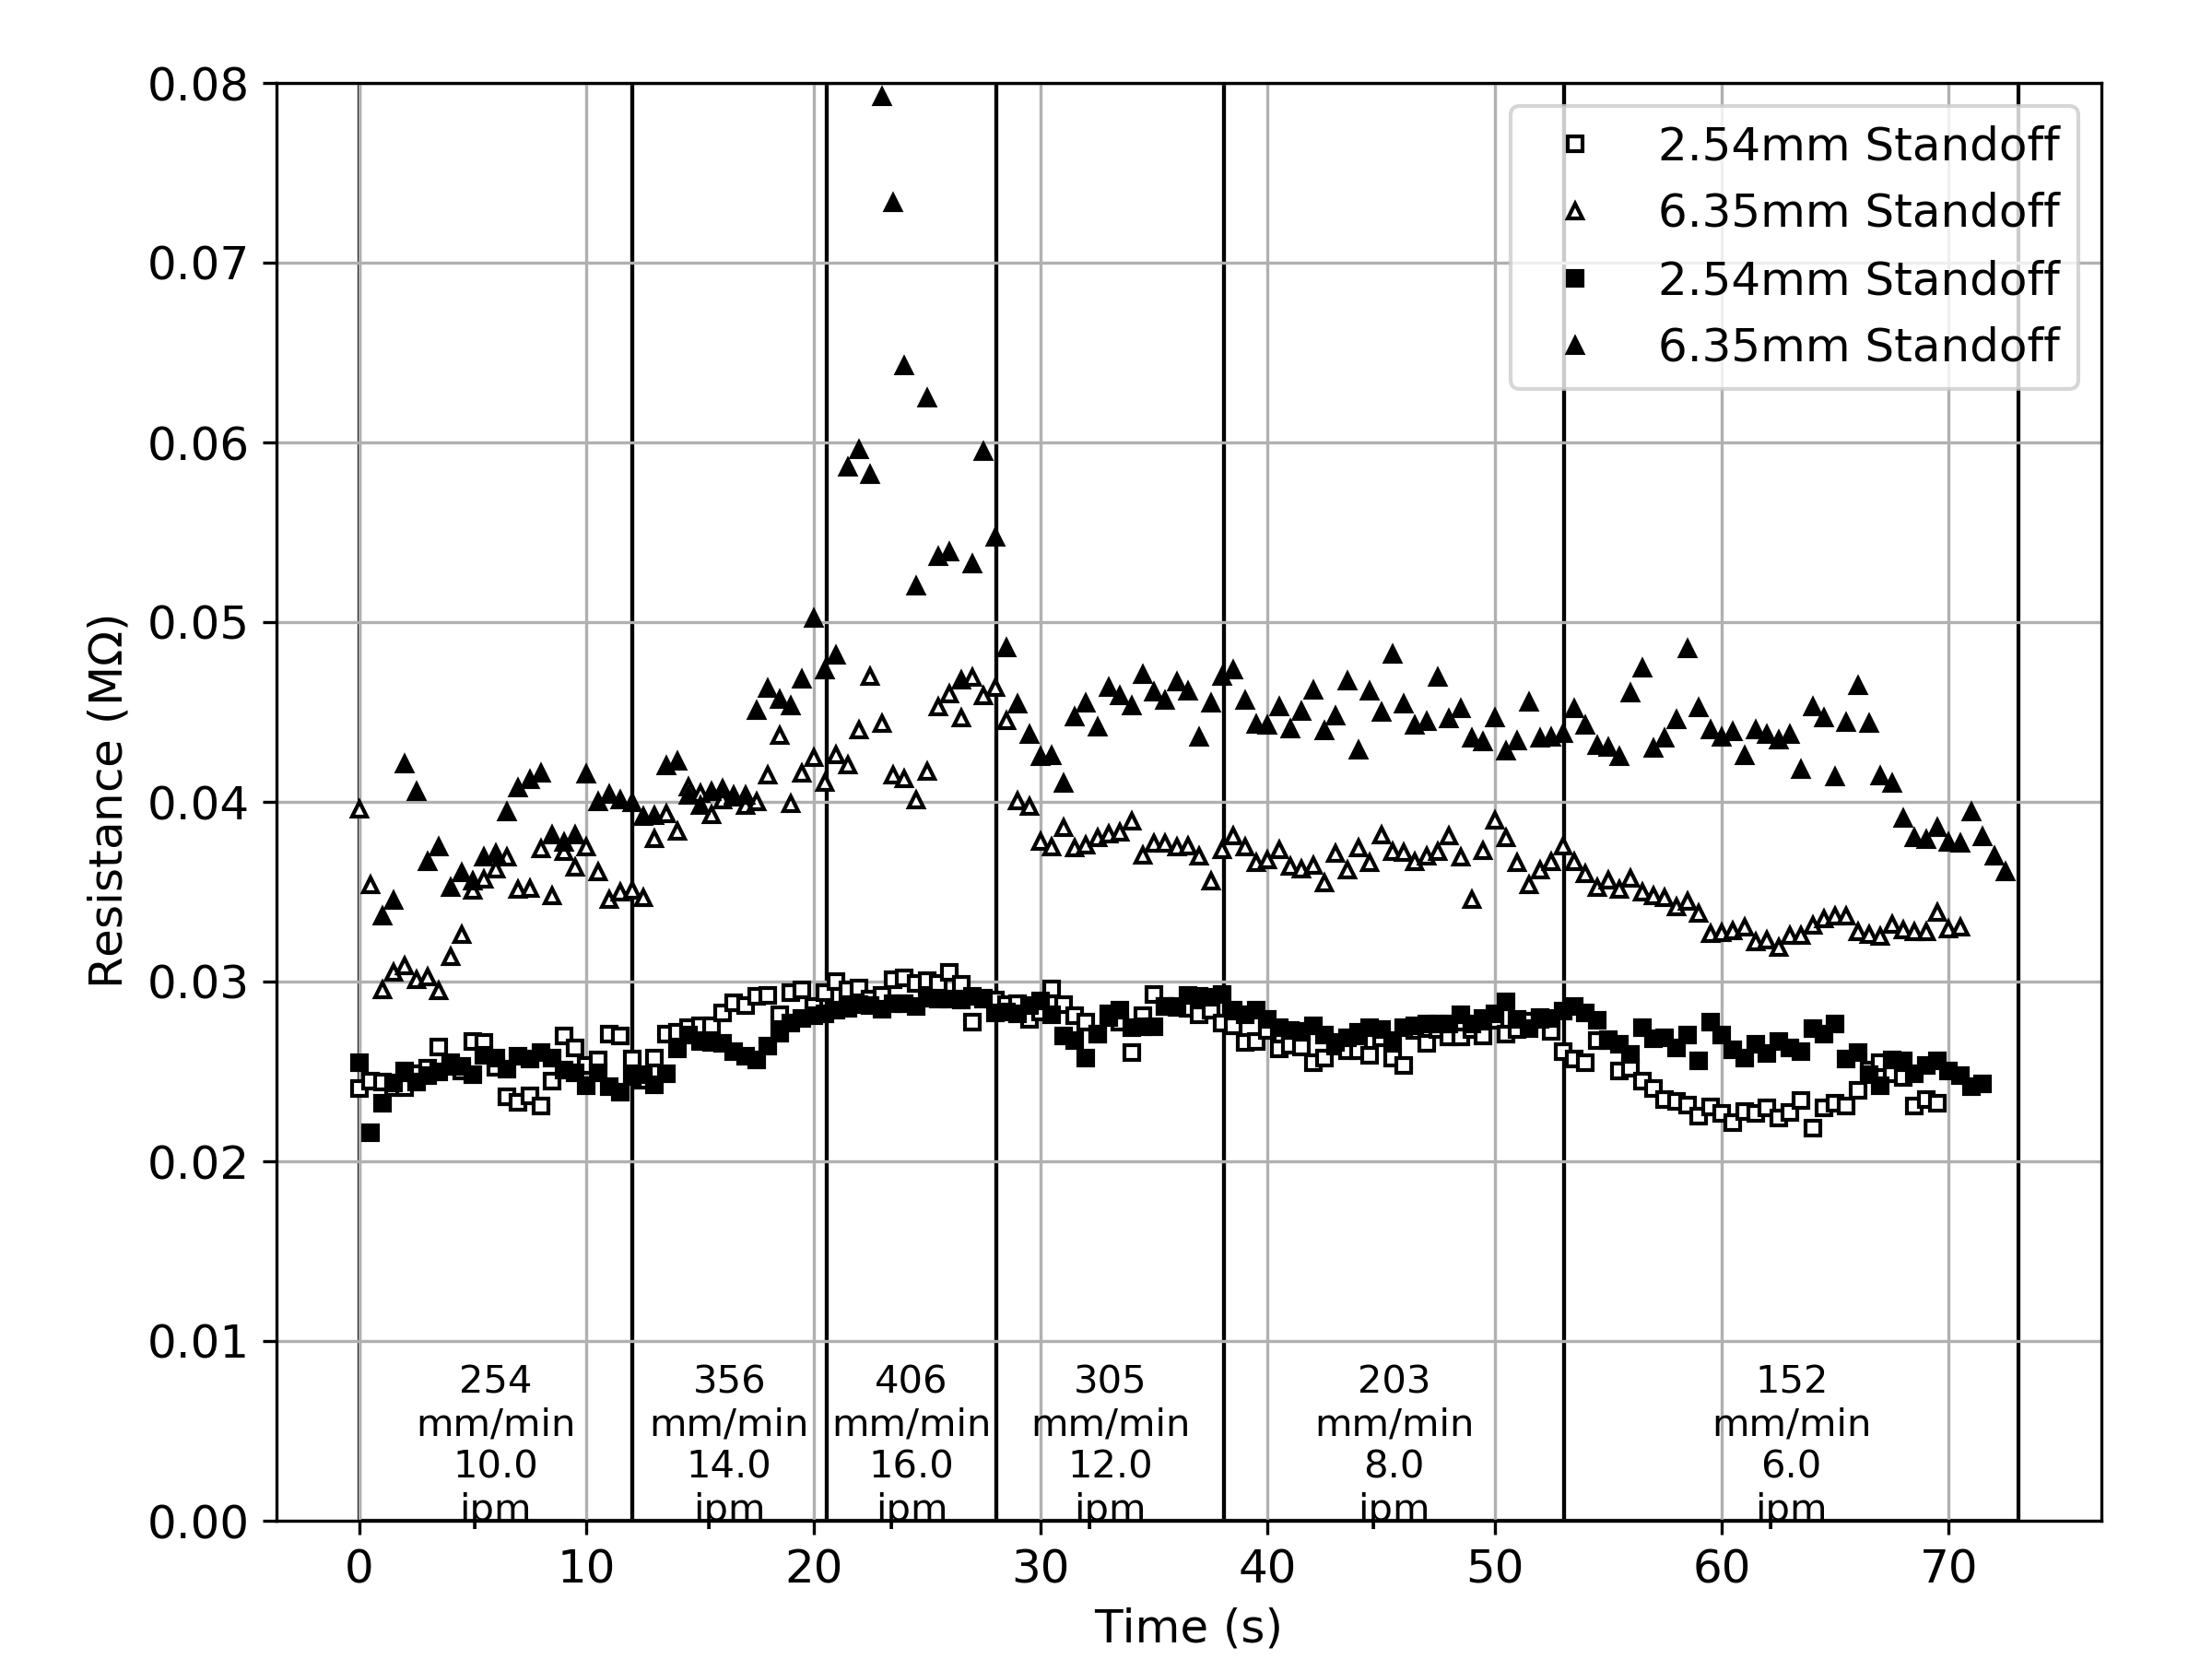 0.08
0.07
0.06
0.05
0.04
0.03
0.02
0.01
0.00
Resistance (MΩ)
2.54mm Standoff
6.35mm Standoff
2.54mm Standoff
6.35mm Standoff
254
mm/min
10.0
ipm
356
mm/min
14.0
ipm
406
mm/min
16.0
ipm
305
mm/min
12.0
ipm
203
mm/min
8.0
ipm
152
mm/min
6.0
ipm
0 10 20 30 40 50 60 70
Time (s)